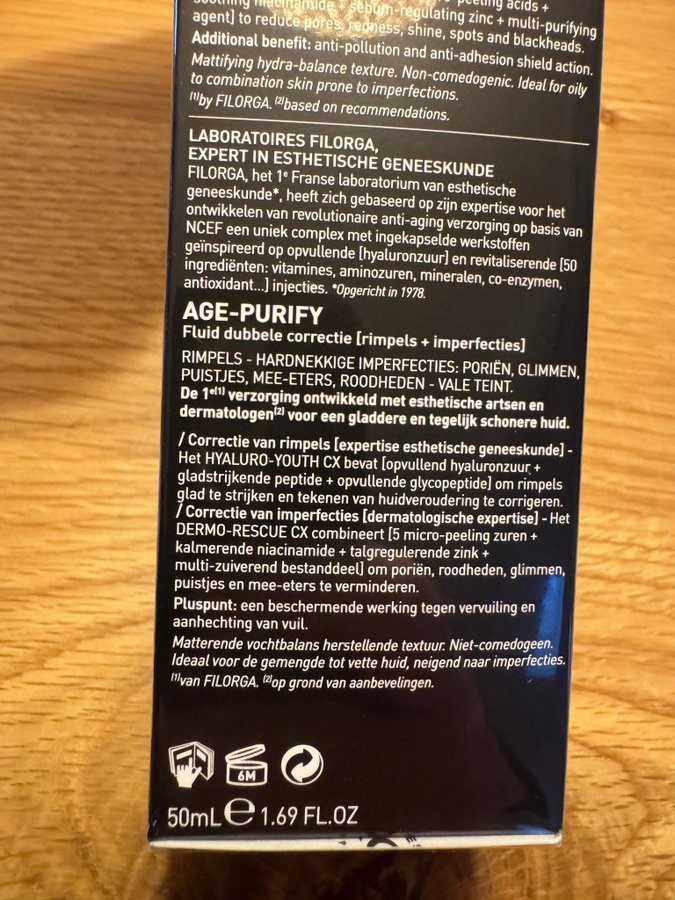 peeling acids +
soothing niacinamide + sebum-regulating zinc + multi-purifying
agent] to reduce pores, redness, shine, spots and blackheads.
Additional benefit: anti-pollution and anti-adhesion shield action.
Mattifying hydra-balance texture. Non-comedogenic. Ideal for oily
to combination skin prone to imperfections.
(1)by FILORGA. (2)based on recommendations.
LABORATOIRES FILORGA,
EXPERT IN ESTHETISCHE GENEESKUNDE
FILORGA, het 1e Franse laboratorium van esthetische
geneeskunde*, heeft zich gebaseerd op zijn expertise voor het
ontwikkelen van revolutionaire anti-aging verzorging op basis van
NCEF een uniek complex met ingekapselde werkstoffen
geïnspireerd op opvullende [hyaluronzuur] en revitaliserende [50
ingrediënten: vitamines, aminozuren, mineralen, co-enzymen,
antioxidant...] injecties. *Opgericht in 1978.
AGE-PURIFY
Fluid dubbele correctie [rimpels + imperfecties]
RIMPELS - HARDNEKKIGE IMPERFECTIES: PORIËN, GLIMMEN,
PUISTJES, MEE-ETERS, ROODHEDEN - VALE TEINT.
De 1e(1) verzorging ontwikkeld met esthetische artsen en
dermatologen(2) voor een gladdere en tegelijk schonere huid.
/ Correctie van rimpels [expertise esthetische geneeskunde] -
Het HYALURO-YOUTH CX bevat [opvullend hyaluronzuur +
gladstrijkende peptide + opvullende glycopeptide] om rimpels
glad te strijken en tekenen van huidveroudering te corrigeren.
/ Correctie van imperfecties [dermatologische expertise] - Het
DERMO-RESCUE CX combineert [5 micro-peeling zuren +
kalmerende niacinamide + talgregulerende zink +
multi-zuiverend bestanddeel] om poriën, roodheden, glimmen,
puistjes en mee-eters te verminderen.
Pluspunt: een beschermende werking tegen vervuiling en
aanhechting van vuil.
Matterende vochtbalans herstellende textuur. Niet-comedogeen.
Ideaal voor de gemengde tot vette huid, neigend naar imperfecties.
(1)van FILORGA. (2)op grond van aanbevelingen.
6M
50mL e 1.69 FL.OZ